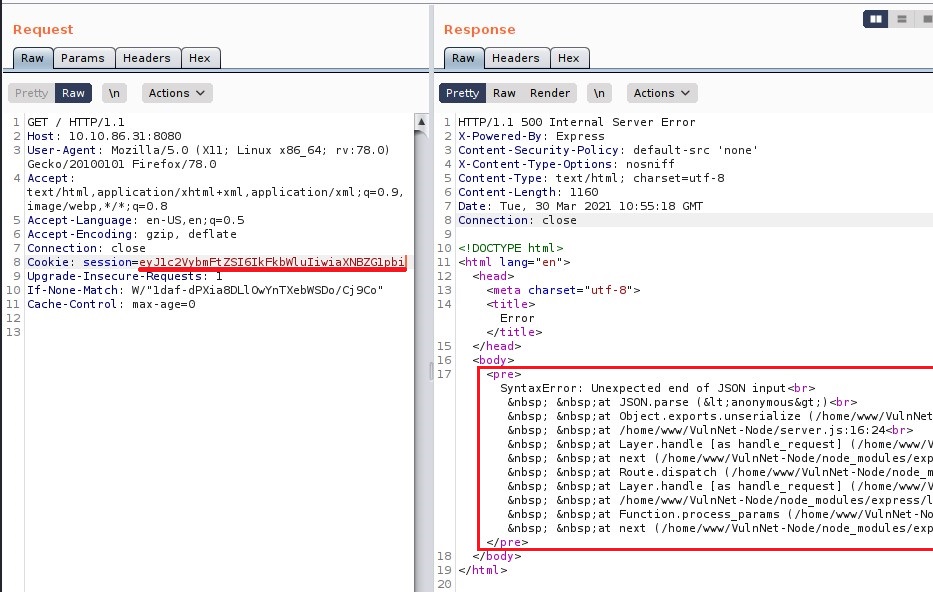 Request
Raw Params Headers Hex
Pretty Raw \n Actions
1 GET / HTTP/1.1
2 Host: 10.10.86.31:8080
3 User-Agent: Mozilla/5.0 (X11; Linux x86_64; rv:78.0)
Gecko/20100101 Firefox/78.0
4 Accept:
text/html,application/xhtml+xml,application/xml;q=0.9,
image/webp,*/*;q=0.8
5 Accept-Language: en-US,en;q=0.5
6 Accept-Encoding: gzip, deflate
7 Connection: close
8 Cookie: session=eyJ1c2VybmFtZSI6IkFkbWluIiwiaXNBZG1pbi
9 Upgrade-Insecure-Requests: 1
10 If-None-Match: W/"1daf-dPXia8DLlOwYnTXebWSDo/Cj9Co"
11 Cache-Control: max-age=0
12
13
Response
Raw Headers Hex
Pretty Raw Render \n Actions
1 HTTP/1.1 500 Internal Server Error
2 X-Powered-By: Express
3 Content-Security-Policy: default-src 'none'
4 X-Content-Type-Options: nosniff
5 Content-Type: text/html; charset=utf-8
6 Content-Length: 1160
7 Date: Tue, 30 Mar 2021 10:55:18 GMT
8 Connection: close
9
10 <!DOCTYPE html>
11 <html lang="en">
12 <head>
13 <meta charset="utf-8">
14 <title>
Error
</title>
15 </head>
16 <body>
17 <pre>
SyntaxError: Unexpected end of JSON input<br>
&nbsp; &nbsp;at JSON.parse (&lt;anonymous&gt;)<br>
&nbsp; &nbsp;at Object.exports.unserialize (/home/www/VulnNet
&nbsp; &nbsp;at /home/www/VulnNet-Node/server.js:16:24<br>
&nbsp; &nbsp;at Layer.handle [as handle_request] (/home/www/V
&nbsp; &nbsp;at next (/home/www/VulnNet-Node/node_modules/exp
&nbsp; &nbsp;at Route.dispatch (/home/www/VulnNet-Node/node_m
&nbsp; &nbsp;at Layer.handle [as handle_request] (/home/www/V
&nbsp; &nbsp;at /home/www/VulnNet-Node/node_modules/express/l
&nbsp; &nbsp;at Function.process_params (/home/www/VulnNet-No
&nbsp; &nbsp;at next (/home/www/VulnNet-Node/node_modules/exp
</pre>
18 </body>
19 </html>
20